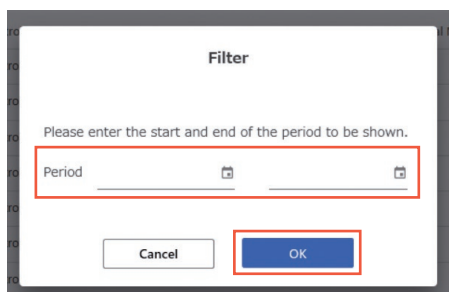 Filter
Please enter the start and end of the period to be shown.
Period
Cancel OK